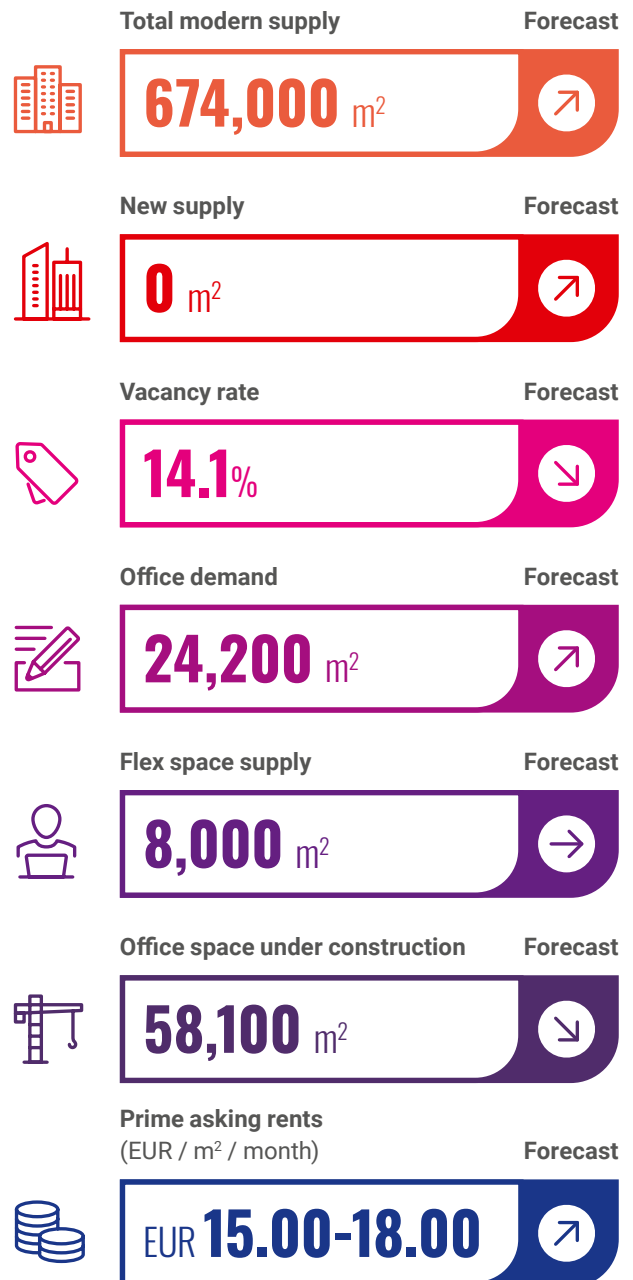 Total modern supply Forecast
674,000 m²
New supply Forecast
0 m²
Vacancy rate Forecast
14.1%
Office demand Forecast
24,200 m²
Flex space supply Forecast
8,000 m²
Office space under construction Forecast
58,100 m²
Prime asking rents
(EUR / m² / month) Forecast
EUR 15.00-18.00